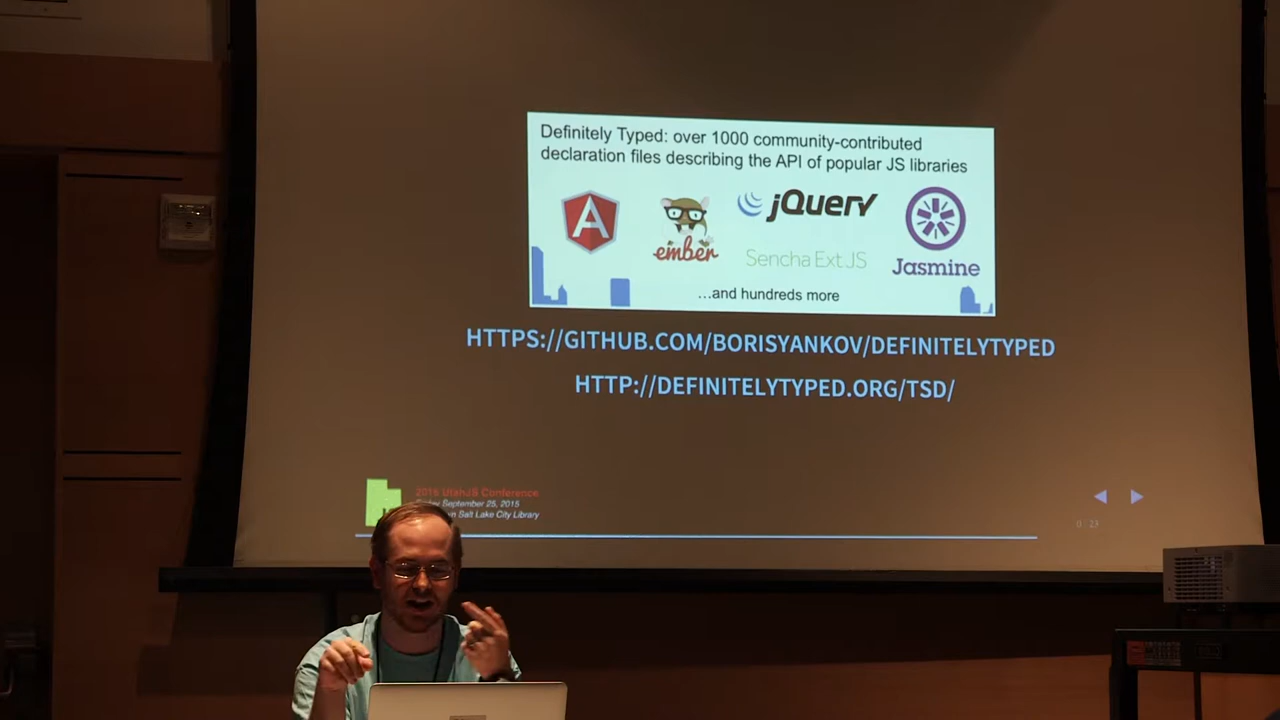 Definitely Typed: over 1000 community-contributed
declaration files describing the API of popular JS libraries
A
ember
jQuery
Sencha Ext JS
Jasmine
...and hundreds more
HTTPS://GITHUB.COM/BORISYANKOV/DEFINITELYTYPED
HTTP://DEFINITELYTYPED.ORG/TSD/
2015 UtahJS Conference
September 25, 2015
Salt Lake City Library